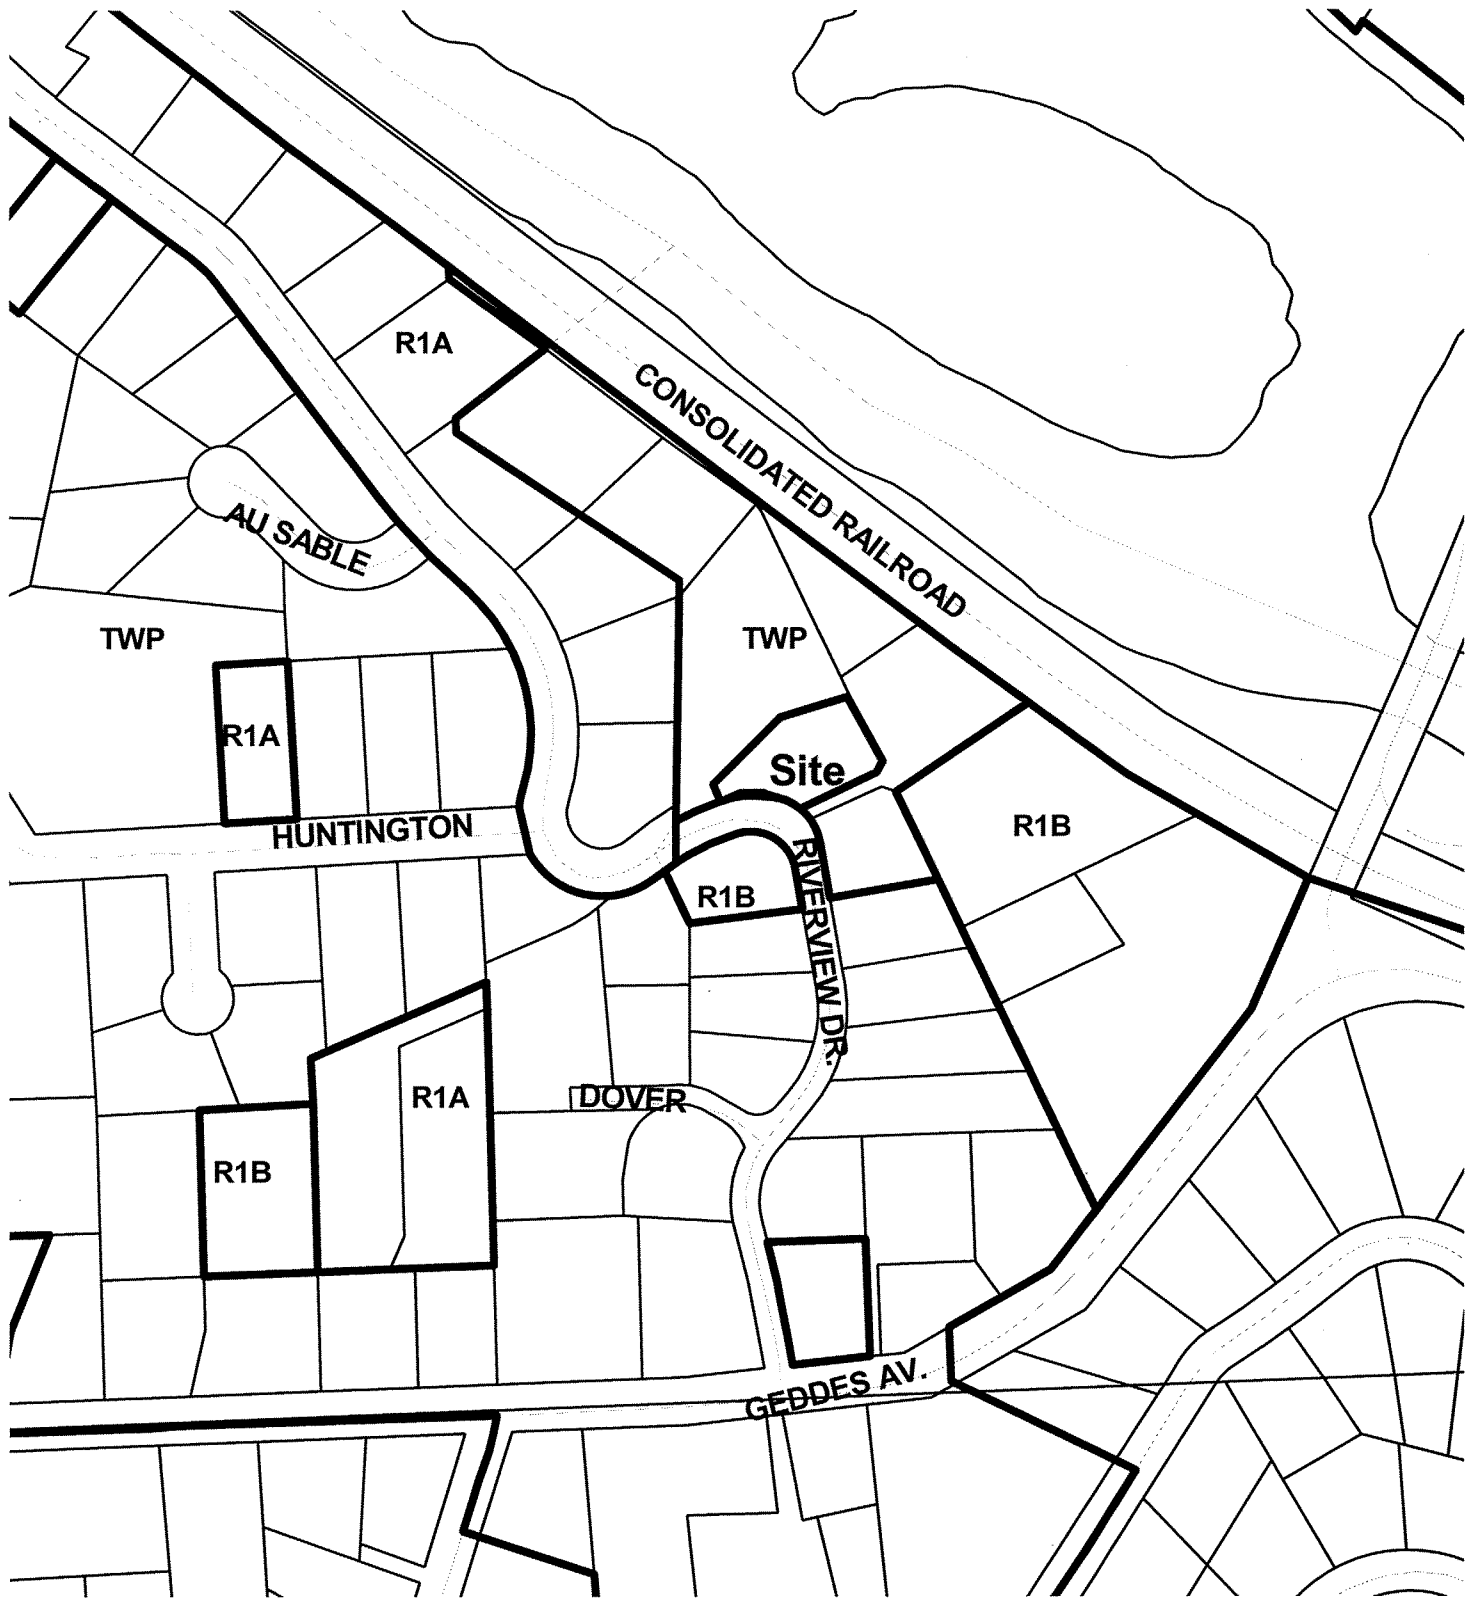 R1A
CONSOLIDATED RAILROAD
AU SABLE
TWP
TWP
R1A
Site
HUNTINGTON
R1B
R1B
RIVERVIEW DR.
R1A
DOVER
R1B
GEDDES AV.